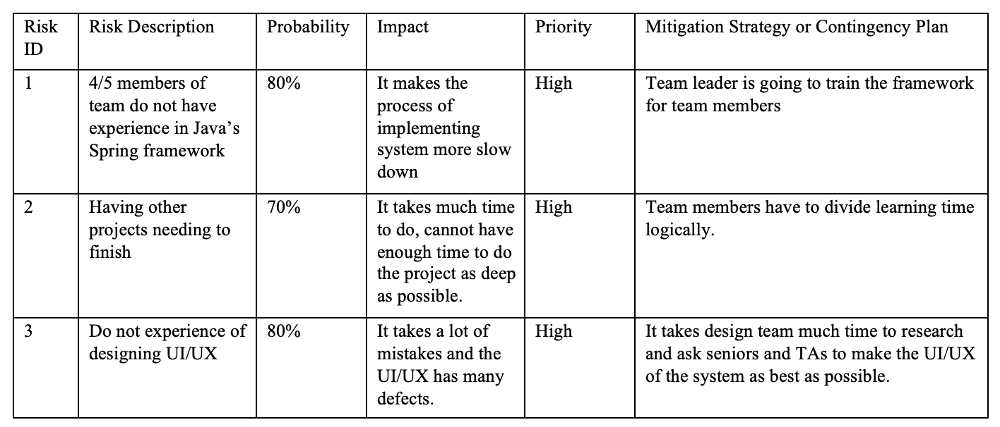 Risk ID
Risk Description
Probability
Impact
Priority
Mitigation Strategy or Contingency Plan
1
4/5 members of
team do not have
experience in Java’s
Spring framework
80%
It makes the
process of
implementing
system more slow
down
High
Team leader is going to train the framework
for team members
2
Having other
projects needing to
finish
70%
It takes much time
to do, cannot have
enough time to do
the project as deep
as possible.
High
Team members have to divide learning time
logically.
3
Do not experience of
designing UI/UX
80%
It takes a lot of
mistakes and the
UI/UX has many
defects.
High
It takes design team much time to research
and ask seniors and TAs to make the UI/UX
of the system as best as possible.